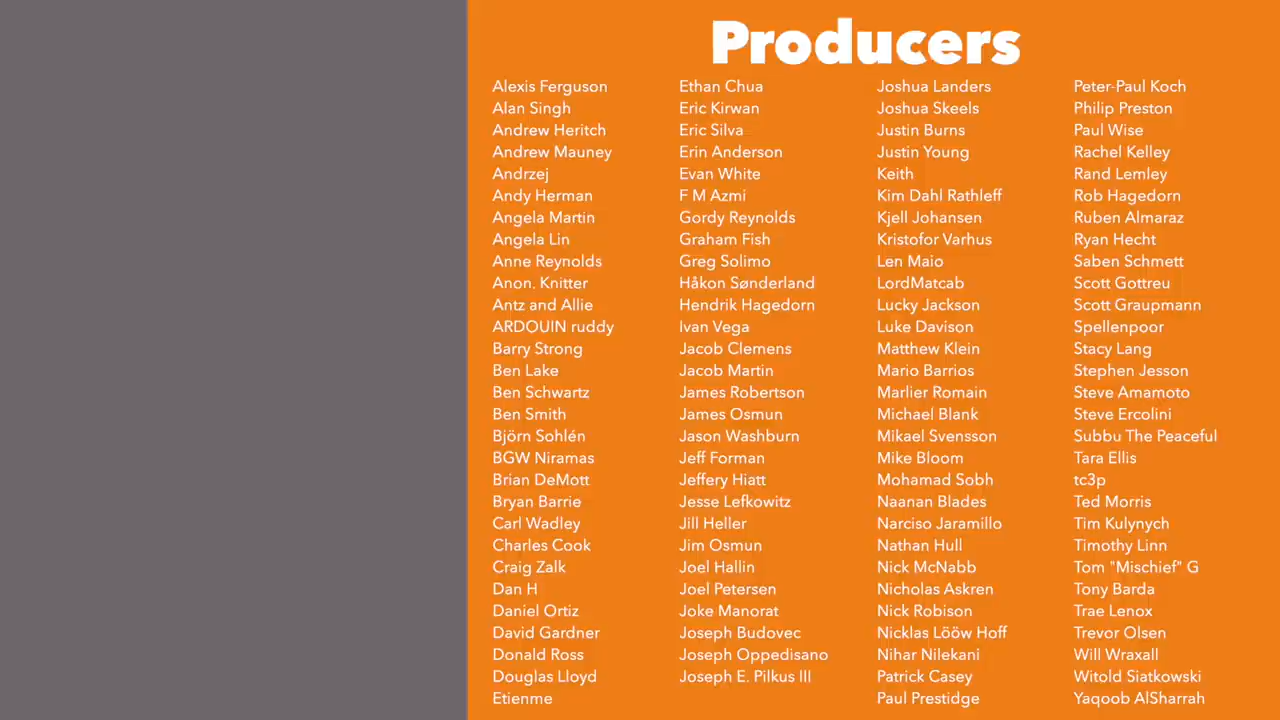 Producers
Alexis Ferguson
Alan Singh
Andrew Heritch
Andrew Mauney
Andrzej
Andy Herman
Angela Martin
Angela Lin
Anne Reynolds
Anon. Knitter
Antz and Allie
ARDOUIN ruddy
Barry Strong
Ben Lake
Ben Schwartz
Ben Smith
Björn Sohlén
BGW Niramas
Brian DeMott
Bryan Barrie
Carl Wadley
Charles Cook
Craig Zalk
Dan H
Daniel Ortiz
David Gardner
Donald Ross
Douglas Lloyd
Etienme
Ethan Chua
Eric Kirwan
Eric Silva
Erin Anderson
Evan White
F M Azmi
Gordy Reynolds
Graham Fish
Greg Solimo
Håkon Sønderland
Hendrik Hagedorn
Ivan Vega
Jacob Clemens
Jacob Martin
James Robertson
James Osmun
Jason Washburn
Jeff Forman
Jeffery Hiatt
Jesse Lefkowitz
Jill Heller
Jim Osmun
Joel Hallin
Joel Petersen
Joke Manorat
Joseph Budovec
Joseph Oppedisano
Joseph E. Pilkus III
Joshua Landers
Joshua Skeels
Justin Burns
Justin Young
Keith
Kim Dahl Rathleff
Kjell Johansen
Kristofor Varhus
Len Maio
LordMatcab
Lucky Jackson
Luke Davison
Matthew Klein
Mario Barrios
Marlier Romain
Michael Blank
Mikael Svensson
Mike Bloom
Mohamad Sobh
Naanan Blades
Narciso Jaramillo
Nathan Hull
Nick McNabb
Nicholas Askren
Nick Robison
Nicklas Lööw Hoff
Nihar Nilekani
Patrick Casey
Paul Prestidge
Peter-Paul Koch
Philip Preston
Paul Wise
Rachel Kelley
Rand Lemley
Rob Hagedorn
Ruben Almaraz
Ryan Hecht
Saben Schmett
Scott Gottreu
Scott Graupmann
Spellenpoor
Stacy Lang
Stephen Jesson
Steve Amamoto
Steve Ercolini
Subbu The Peaceful
Tara Ellis
tc3p
Ted Morris
Tim Kulynych
Timothy Linn
Tom "Mischief" G
Tony Barda
Trae Lenox
Trevor Olsen
Will Wraxall
Witold Siatkowski
Yaqoob AlSharrah